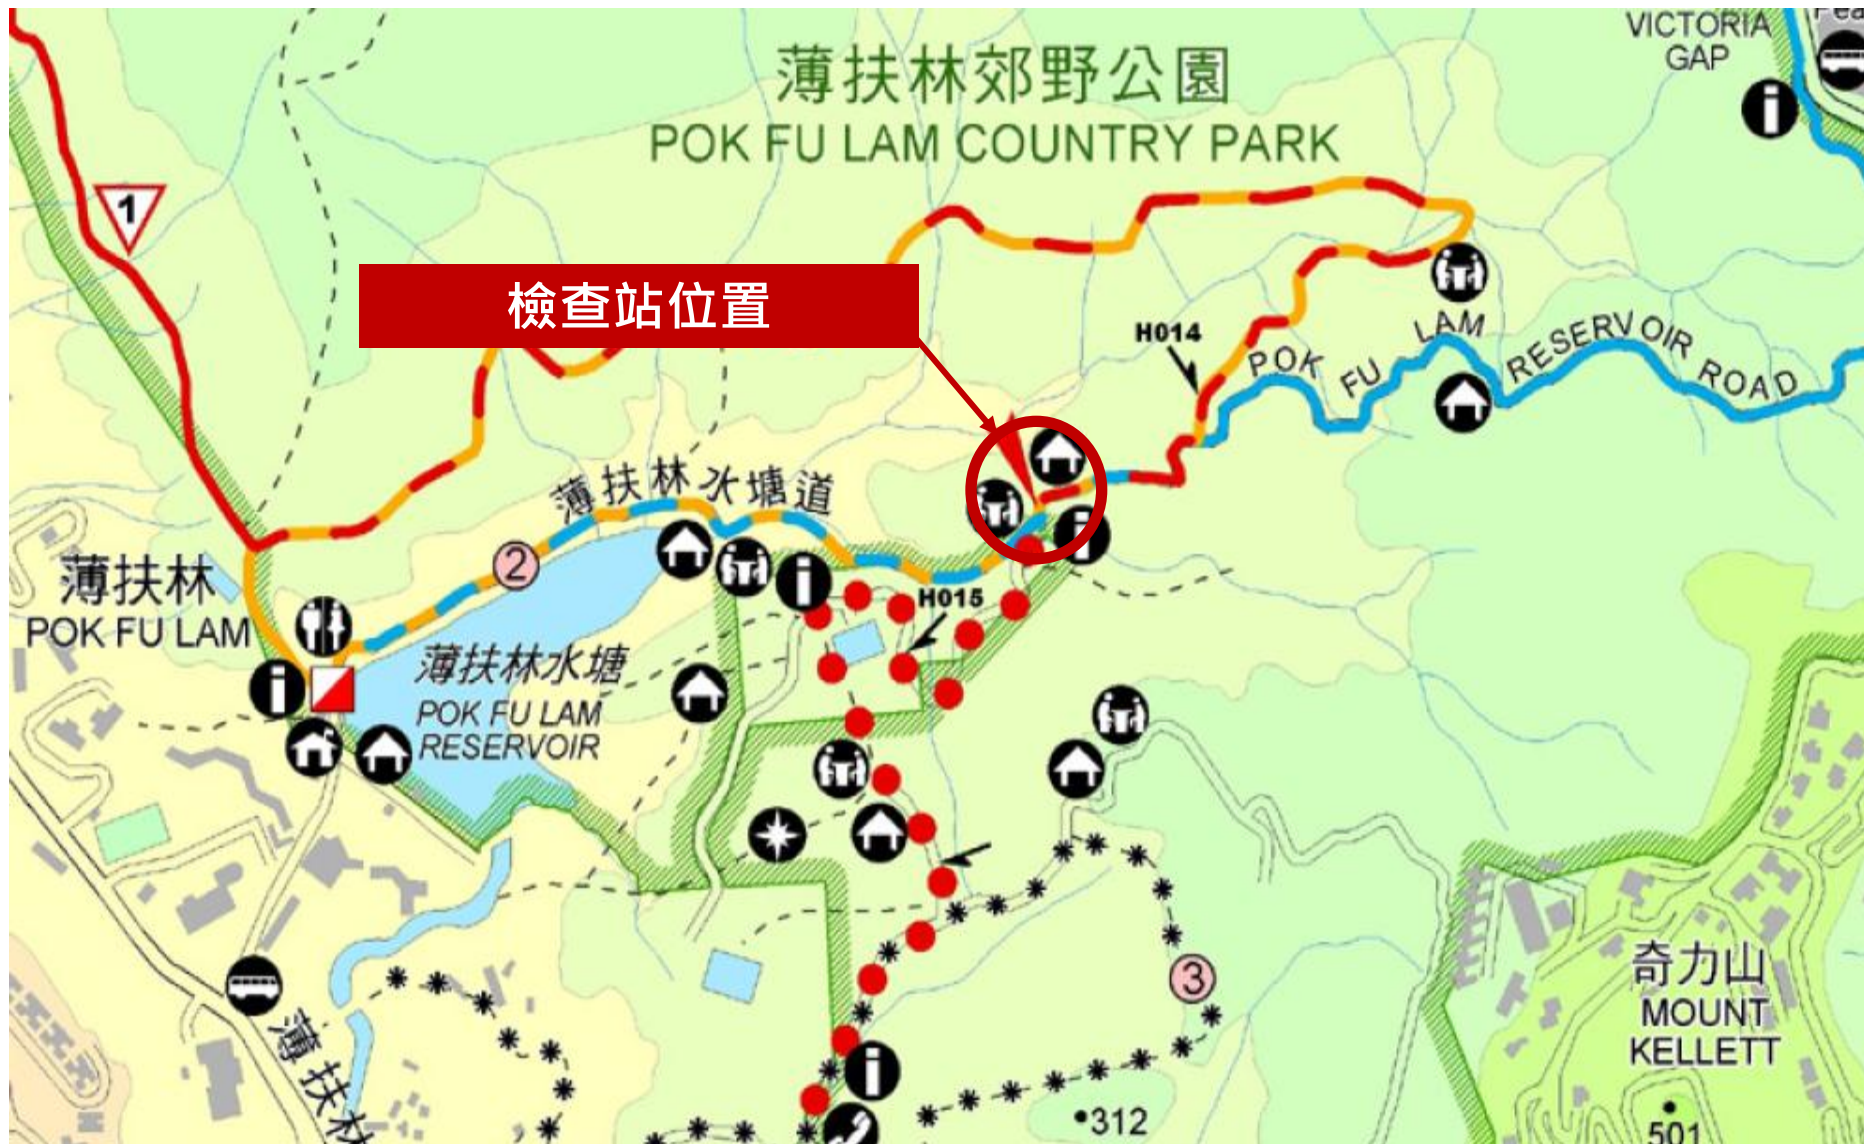 VICTORIA
GAP
薄扶林郊野公園
POK FU LAM COUNTRY PARK
1
檢查站位置
H014
POK FU LAM RESERVOIR ROAD
薄扶林水塘道
2
薄扶林
POK FU LAM
H015
薄扶林水塘
POK FU LAM
RESERVOIR
3
奇力山
MOUNT
KELLETT
薄扶林
312
501